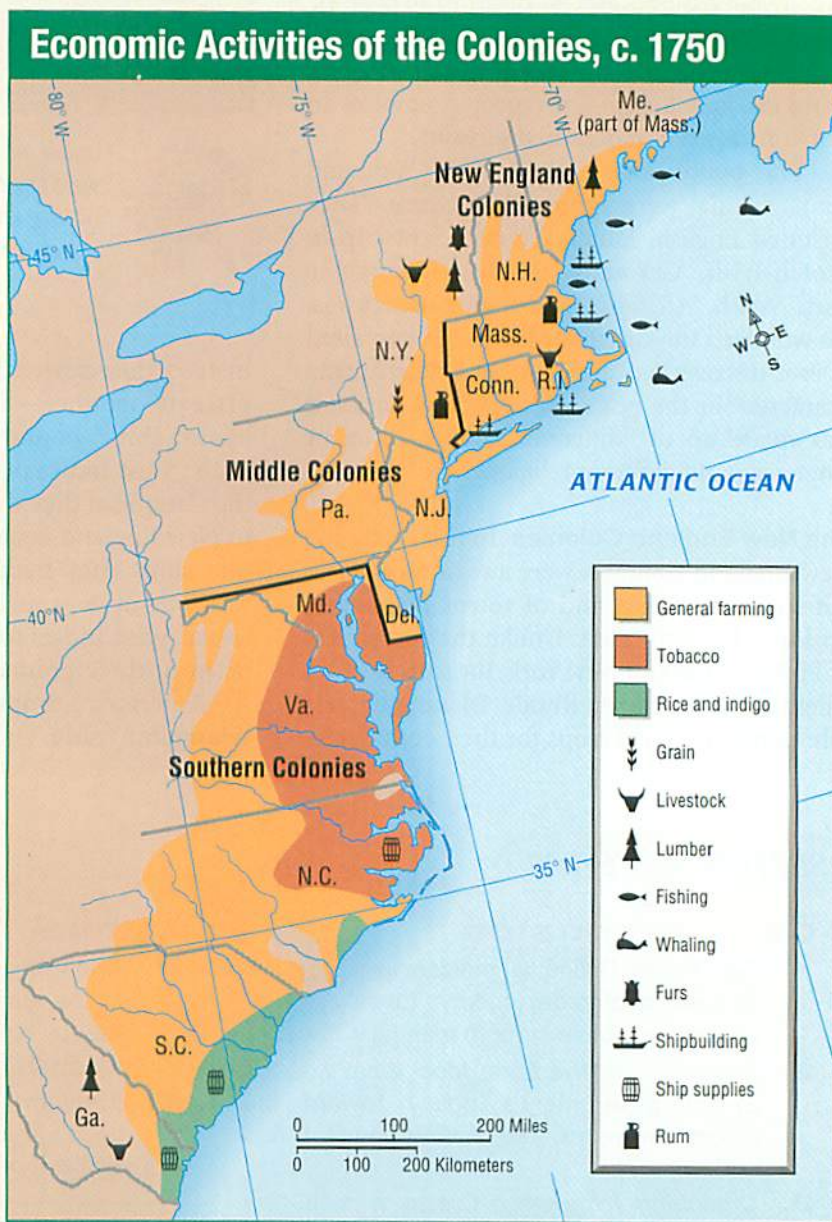 Economic Activities of the Colonies, c. 1750
80°W
75°W
70°W
Me.
(part of Mass.)
New England
Colonies
45° N
N.H.
N
W
E
S
Mass.
N.Y.
Conn.
R.I.
Middle Colonies
ATLANTIC OCEAN
Pa.
N.J.
40°N
Md.
Del.
Va.
Southern Colonies
N.C.
35° N
S.C.
Ga.
0 100 200 Miles
0 100 200 Kilometers
General farming
Tobacco
Rice and indigo
Grain
Livestock
Lumber
Fishing
Whaling
Furs
Shipbuilding
Ship supplies
Rum